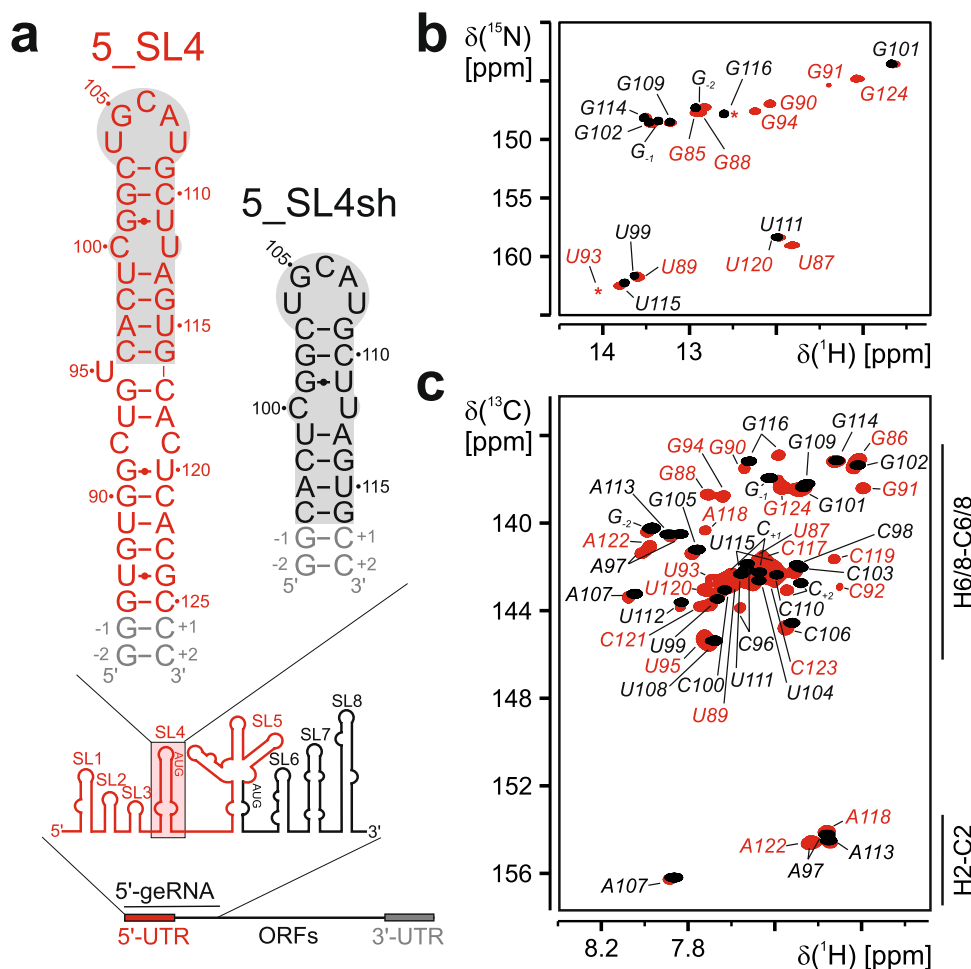 a
5_SL4
105
G C A
U U
C – G
G – C 110
G U
100 C U
U – A
C – G
A – U 115
C – G
95 U
G – C
U – A
C – C
G U 120
G – C
90 U – A
G – C
U G
G – C 125
-1 G – C +1
-2 G – C +2
5' 3'
5_SL4sh
105
G C A
U U
C – G
G – C 110
G U
100 C U
U – A
C – G
A – U 115
C – G
-1 G – C +1
-2 G – C +2
5' 3'
SL1
SL2
SL3
SL4
AUG
SL5
AUG
SL6
SL7
SL8
5' 3'
5'-geRNA
5'-UTR
ORFs
3'-UTR
b
δ(¹⁵N)
[ppm]
150
155
160
G101
G91
G124
G116
G-2
G109
G114
G102
G-1
G90
G94
*
G85
G88
U111
U99
U93
*
U89
U115
U120
U87
14 13
δ(¹H) [ppm]
c
δ(¹³C)
[ppm]
140
144
148
152
156
G116
G114
G109
G86
G94
G90
G102
G88
G-1
G124
G101
G91
A113
G105
A118
G-2
C+1
U87
C98
A122
U115
C117
C119
A97
U93
C103
C92
A107
U120
C+2
U112
C110
C121
U99
C96
C106
U95
C123
U108
C100
U111
U104
U89
A118
A122
A97
A113
A107
H6/8-C6/8
H2-C2
8.2 7.8
δ(¹H) [ppm]